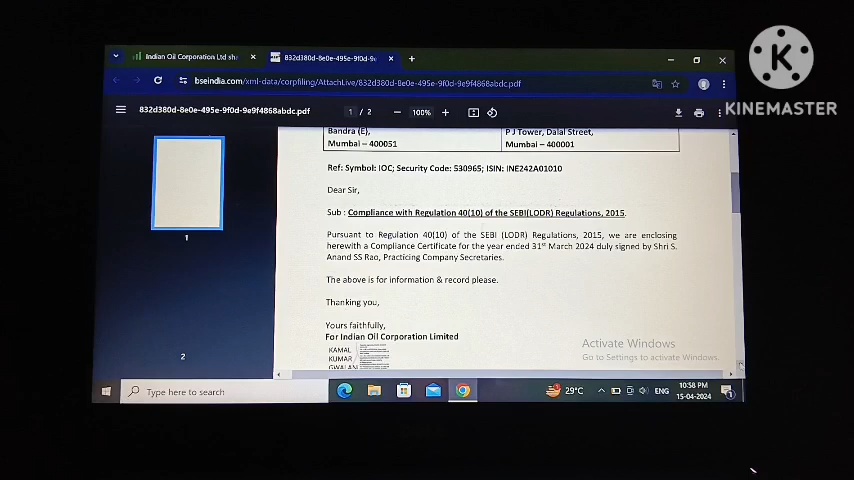 Indian Oil Corporation Ltd sha
832d380d-8e0e-495e-9f0d-9e
bseindia.com/xml-data/corpfiling/AttachLive/832d380d-8e0e-495e-9f0d-9e9f4868abdc.pdf
K
KINEMASTER
832d380d-8e0e-495e-9f0d-9e9f4868abdc.pdf
1 / 2
100%
Bandra (E),
Mumbai – 400051
P J Tower, Dalal Street,
Mumbai – 400001
Ref: Symbol: IOC; Security Code: 530965; ISIN: INE242A01010
Dear Sir,
Sub : Compliance with Regulation 40(10) of the SEBI(LODR) Regulations, 2015.
Pursuant to Regulation 40(10) of the SEBI (LODR) Regulations, 2015, we are enclosing
herewith a Compliance Certificate for the year ended 31st March 2024 duly signed by Shri S.
Anand SS Rao, Practicing Company Secretaries.
The above is for information & record please.
Thanking you,
Yours faithfully,
For Indian Oil Corporation Limited
KAMAL
KUMAR
GWALANI
1
2
Activate Windows
Go to Settings to activate Windows.
Type here to search
29°C
ENG
10:58 PM
15-04-2024
1